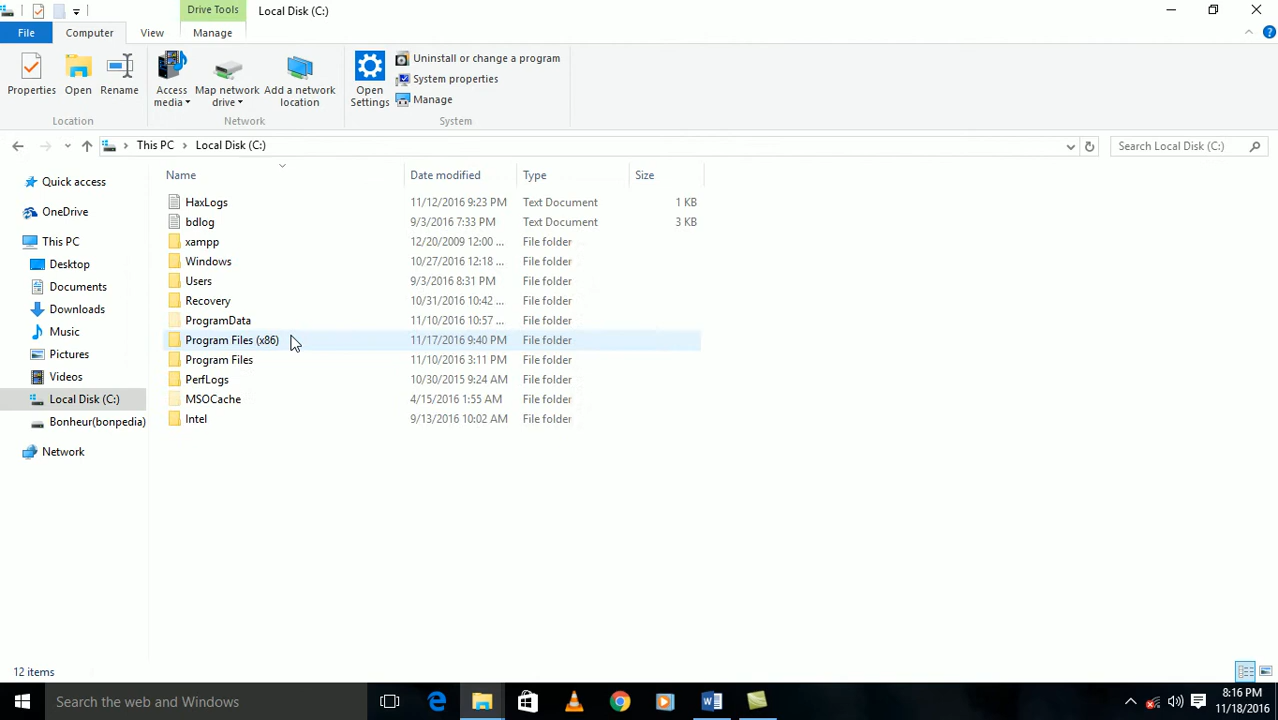 Drive Tools
Local Disk (C:)
File
Computer
View
Manage
Properties
Open
Rename
Access media
Map network drive
Add a network location
Open Settings
Uninstall or change a program
System properties
Manage
Location
Network
System
This PC
Local Disk (C:)
Search Local Disk (C:)
Name
Date modified
Type
Size
Quick access
OneDrive
This PC
Desktop
Documents
Downloads
Music
Pictures
Videos
Local Disk (C:)
Bonheur(bonpedia)
Network
HaxLogs 11/12/2016 9:23 PM Text Document 1 KB
bdlog 9/3/2016 7:33 PM Text Document 3 KB
xampp 12/20/2009 12:00 ... File folder
Windows 10/27/2016 12:18 ... File folder
Users 9/3/2016 8:31 PM File folder
Recovery 10/31/2016 10:42 ... File folder
ProgramData 11/10/2016 10:57 ... File folder
Program Files (x86) 11/17/2016 9:40 PM File folder
Program Files 11/10/2016 3:11 PM File folder
PerfLogs 10/30/2015 9:24 AM File folder
MSOCache 4/15/2016 1:55 AM File folder
Intel 9/13/2016 10:02 AM File folder
12 items
Search the web and Windows
8:16 PM
11/18/2016